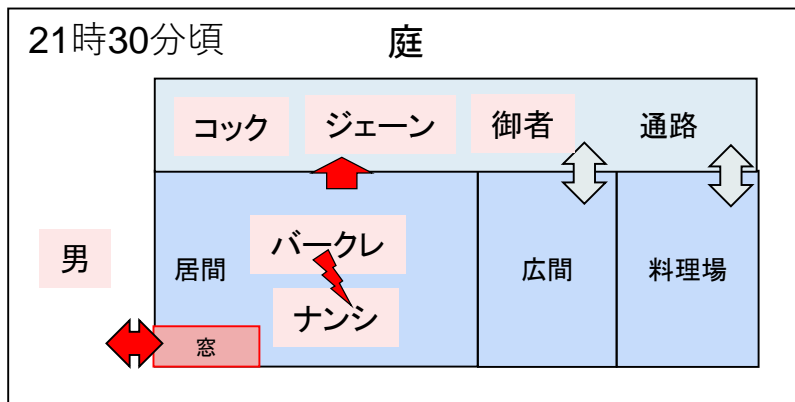 21時30分頃
庭
コック
ジェーン
御者
通路
男
居間
バークレ
ナンシ
広間
料理場
窓